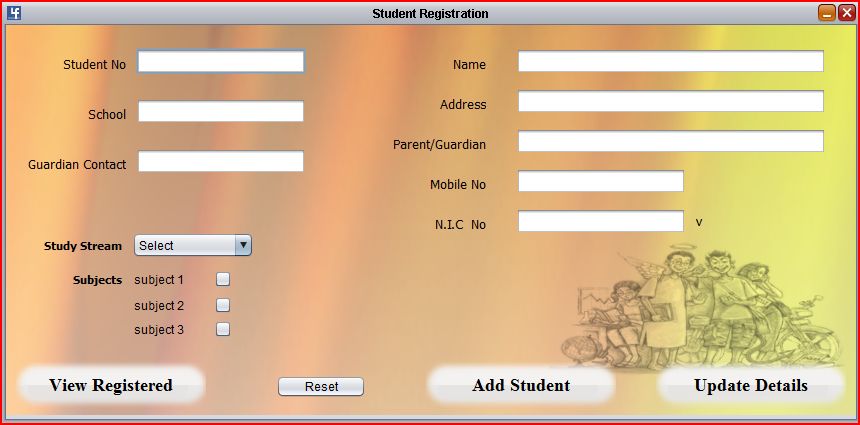 Student Registration
Student No
Name
School
Address
Guardian Contact
Parent/Guardian
Mobile No
N.I.C No
v
Study Stream
Select
Subjects
subject 1
subject 2
subject 3
View Registered
Reset
Add Student
Update Details